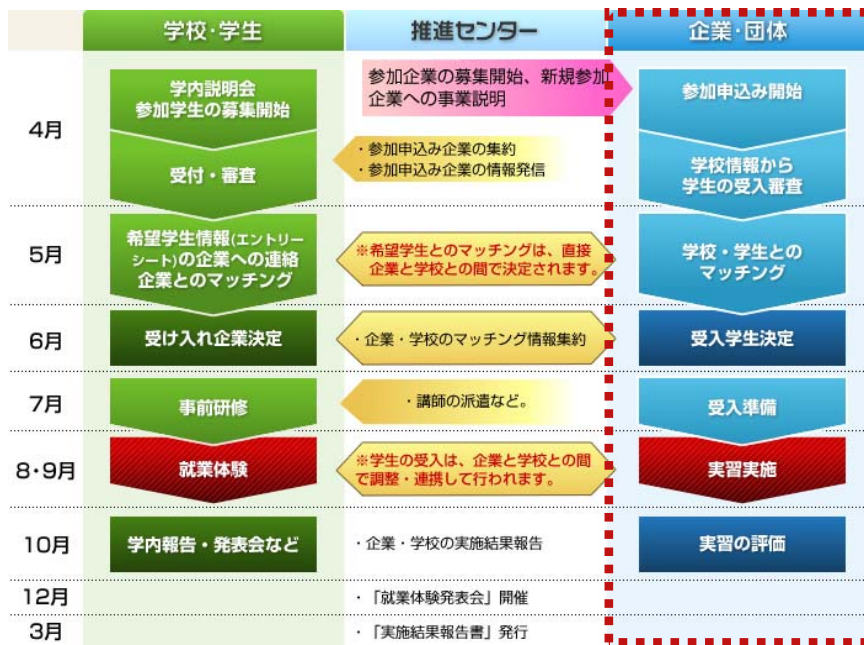 学校・学生
推進センター
企業・団体
4月
学内説明会
参加学生の募集開始
参加企業の募集開始、新規参加
企業への事業説明
参加申込み開始
受付・審査
・参加申込み企業の集約
・参加申込み企業の情報発信
学校情報から
学生の受入審査
5月
希望学生情報(エントリー
シート)の企業への連絡
企業とのマッチング
※希望学生とのマッチングは、直接
企業と学校との間で決定されます。
学校・学生との
マッチング
6月
受け入れ企業決定
・企業・学校のマッチング情報集約
受入学生決定
7月
事前研修
・講師の派遣など。
受入準備
8・9月
就業体験
※学生の受入は、企業と学校との間
で調整・連携して行われます。
実習実施
10月
学内報告・発表会など
・企業・学校の実施結果報告
実習の評価
12月
・「就業体験発表会」開催
3月
・「実施結果報告書」発行